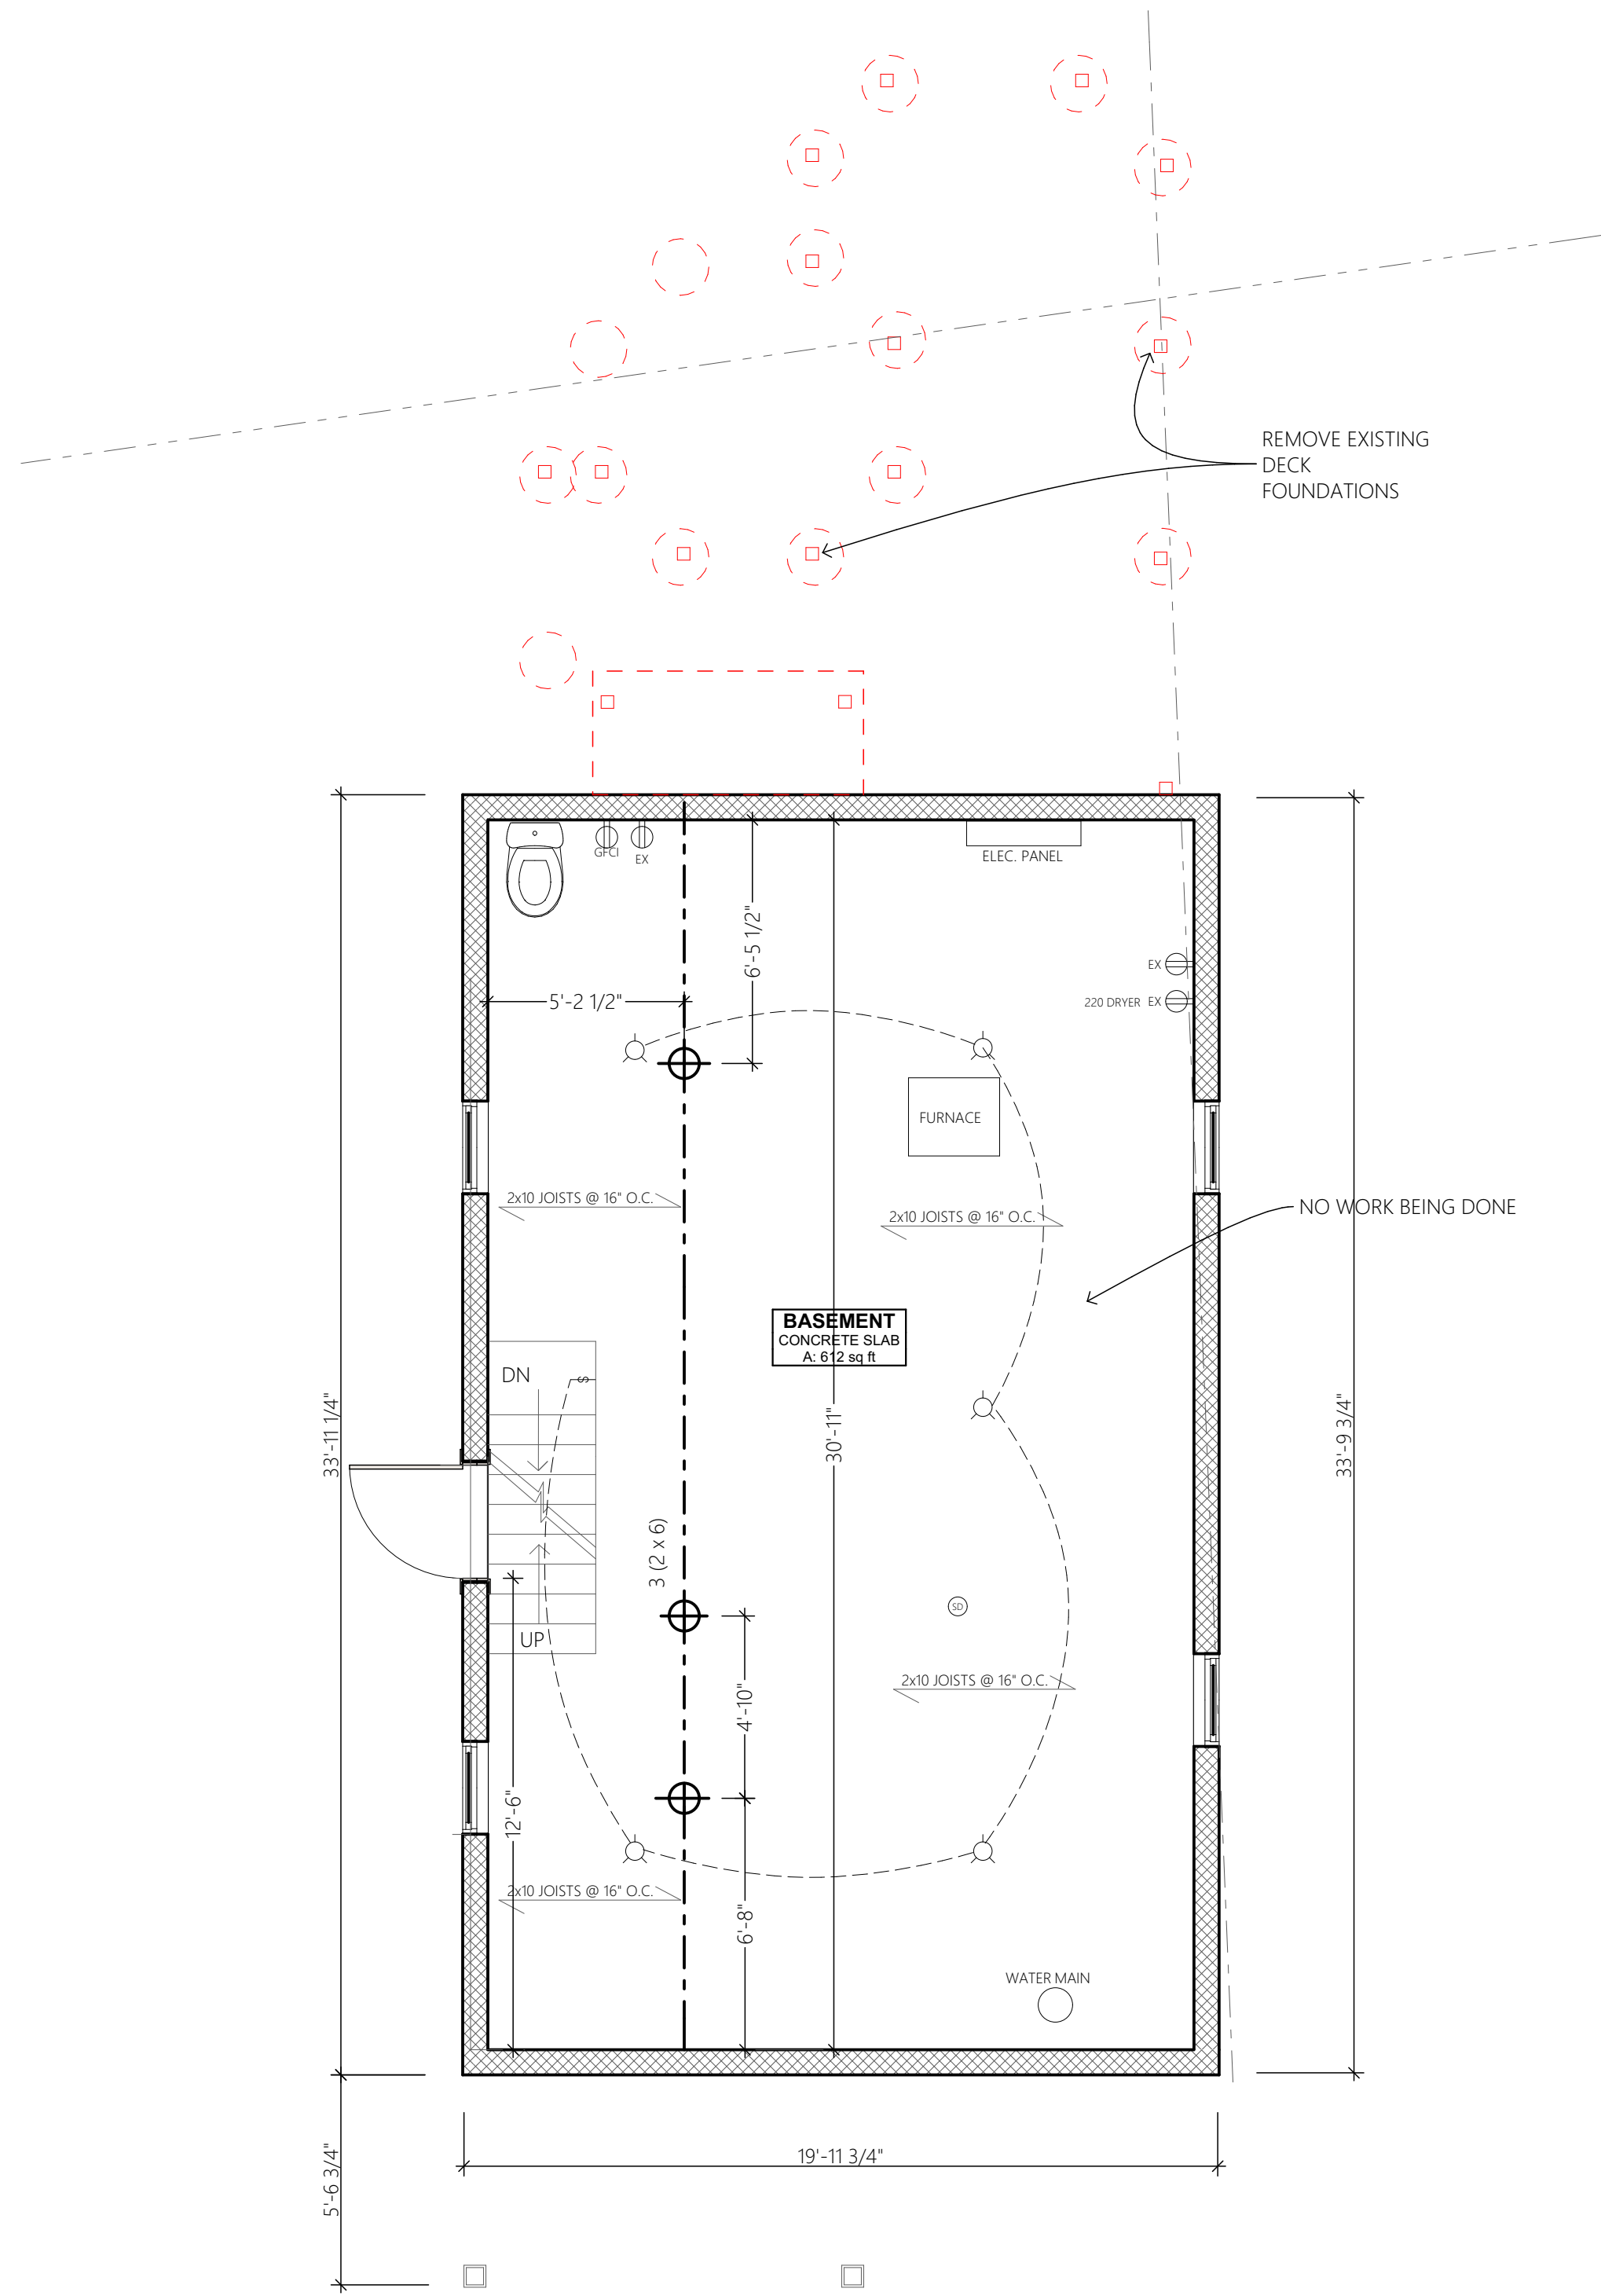 REMOVE EXISTING
DECK
FOUNDATIONS
GFCI
EX
ELEC. PANEL
6'-5 1/2"
EX
5'-2 1/2"
220 DRYER EX
FURNACE
2x10 JOISTS @ 16" O.C.
2x10 JOISTS @ 16" O.C.
NO WORK BEING DONE
BASEMENT
CONCRETE SLAB
A: 612 sq ft
DN
S
33'-11 1/4"
30'-11"
33'-9 3/4"
3 (2 x 6)
SD
UP
2x10 JOISTS @ 16" O.C.
4'-10"
12'-6"
2x10 JOISTS @ 16" O.C.
6'-8"
WATER MAIN
19'-11 3/4"
5'-6 3/4"